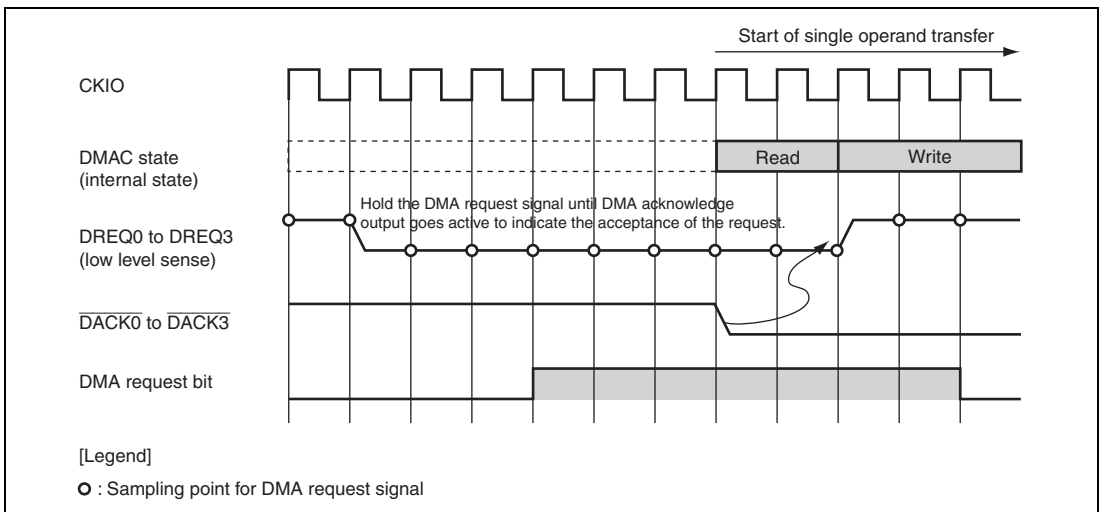 Start of single operand transfer
CKIO
DMAC state
(internal state)
Read
Write
Hold the DMA request signal until DMA acknowledge
output goes active to indicate the acceptance of the request.
DREQ0 to DREQ3
(low level sense)
DACK0 to DACK3
DMA request bit
[Legend]
: Sampling point for DMA request signal